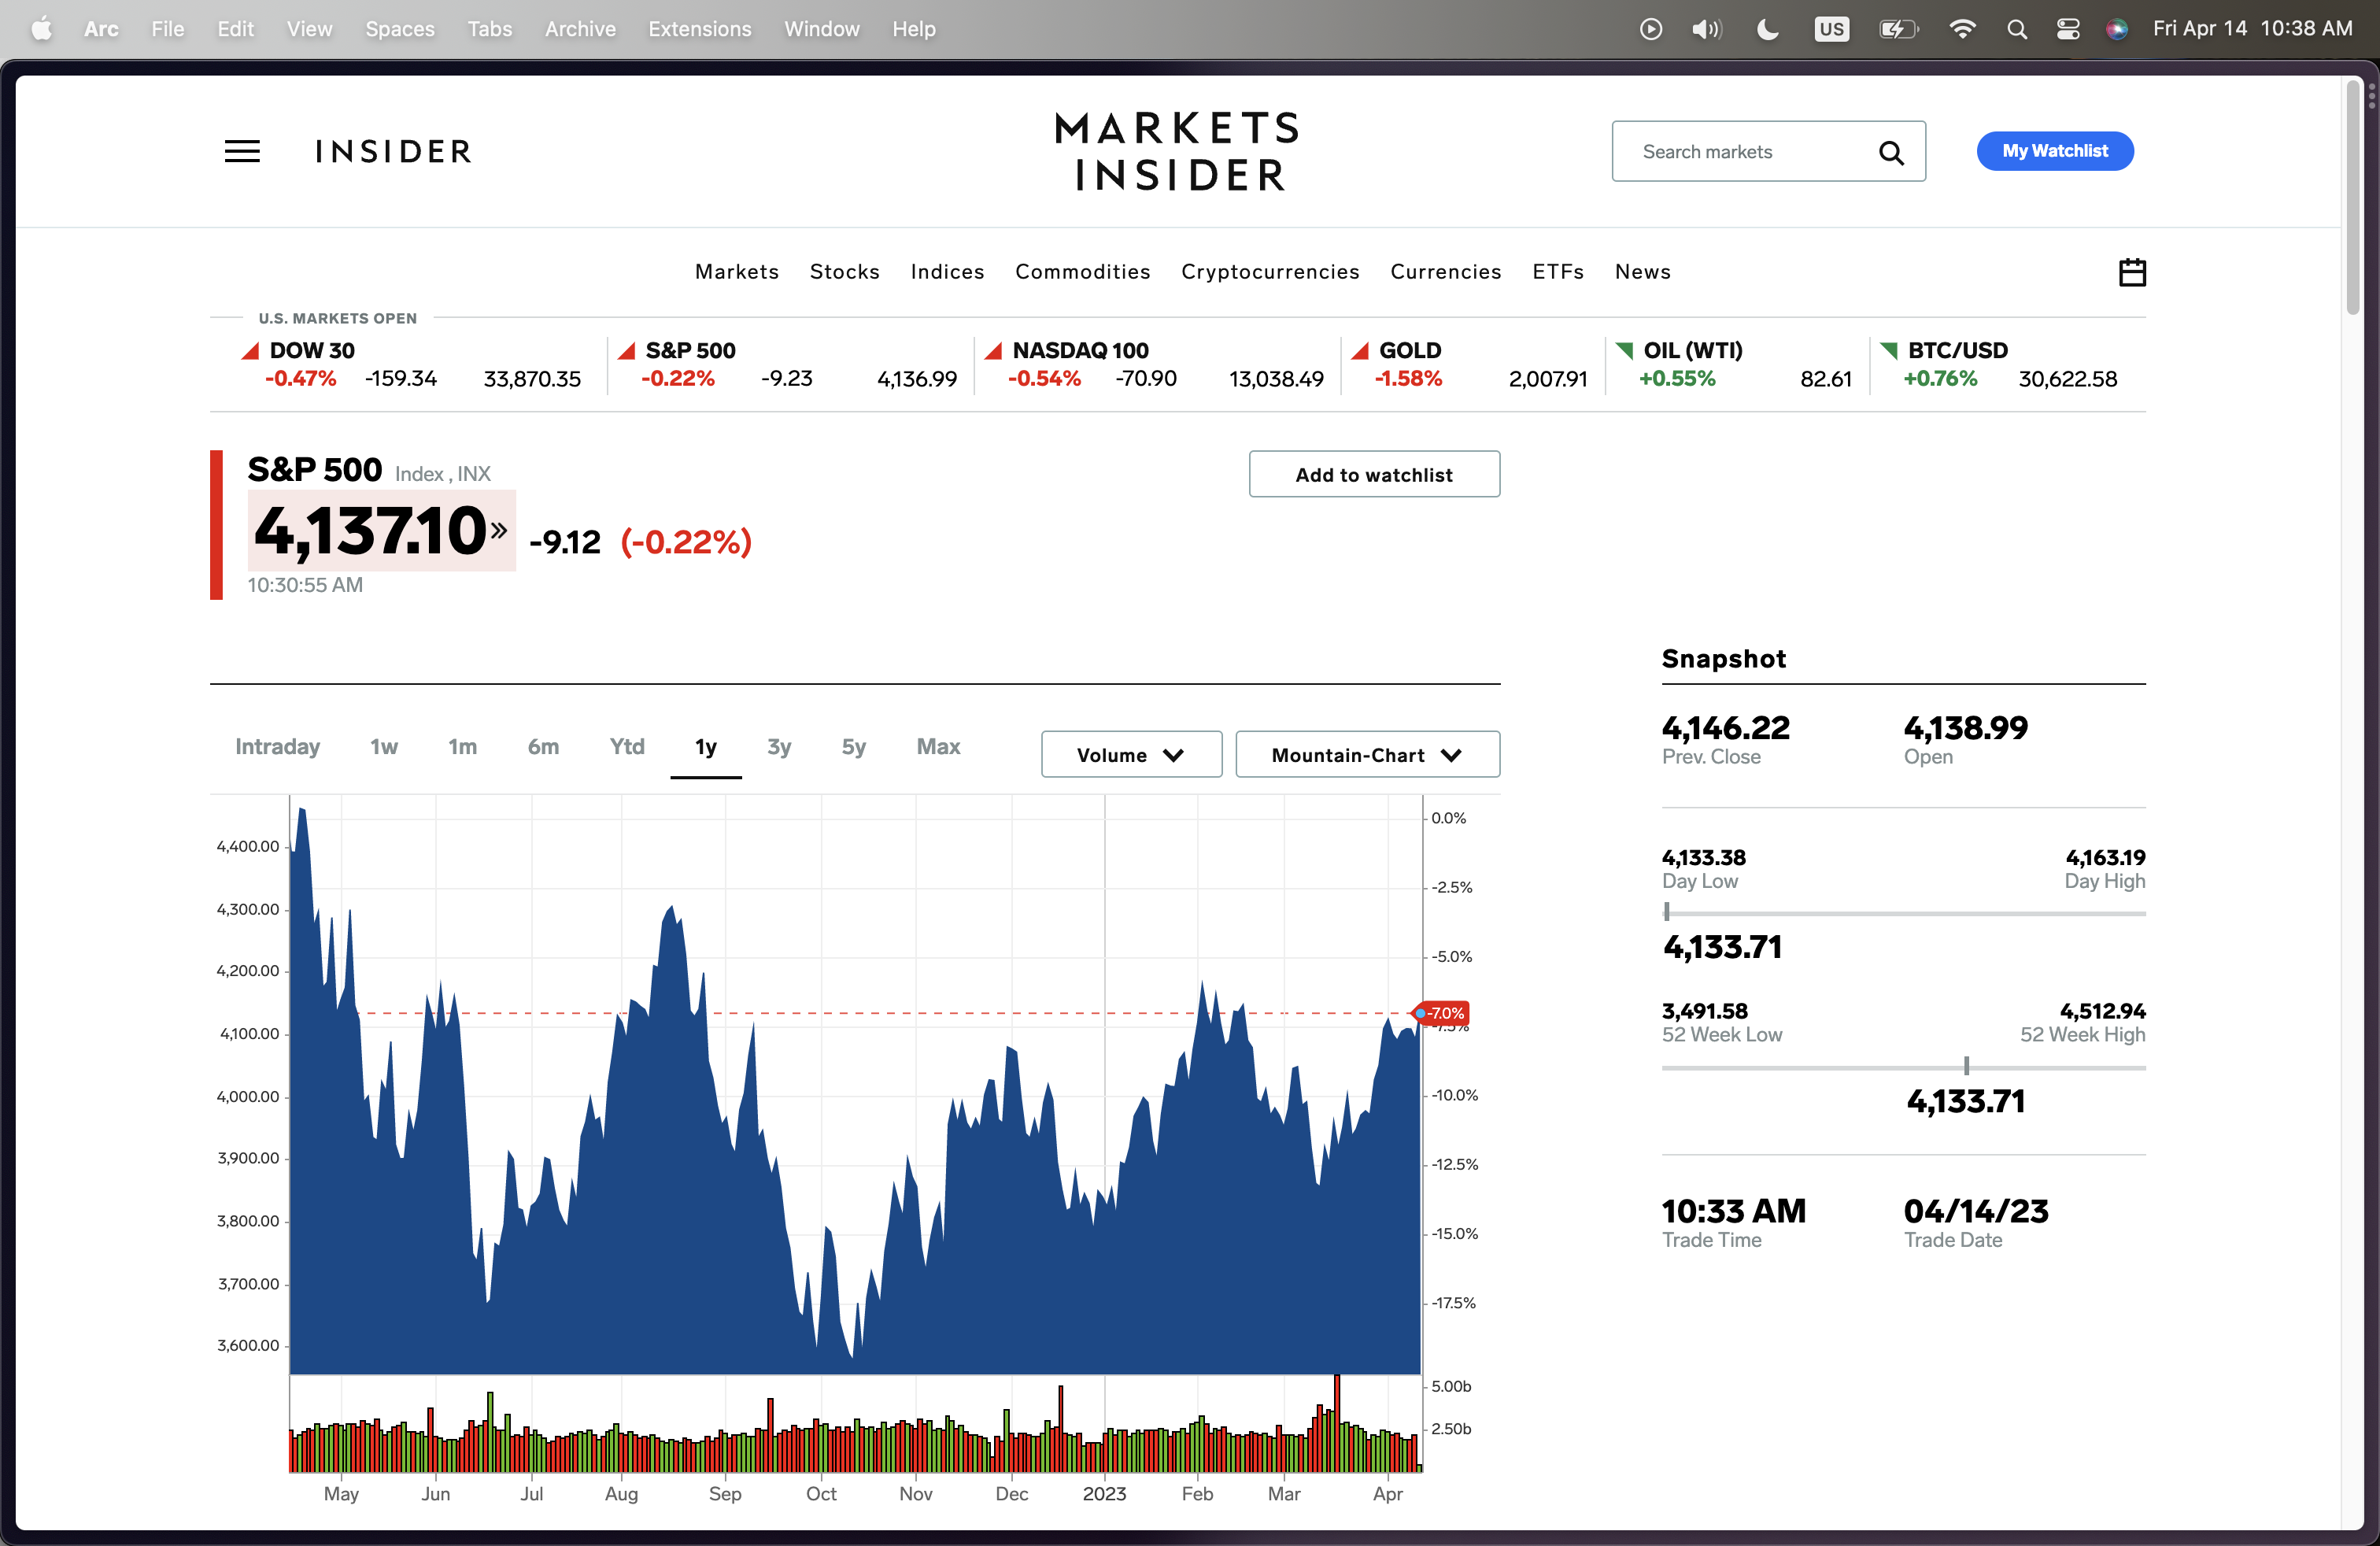 Arc File Edit View Spaces Tabs Archive Extensions Window Help US Fri Apr 14 10:38 AM
INSIDER
MARKETS
INSIDER
Search markets
My Watchlist
Markets Stocks Indices Commodities Cryptocurrencies Currencies ETFs News
U.S. MARKETS OPEN
DOW 30
-0.47% -159.34 33,870.35
S&P 500
-0.22% -9.23 4,136.99
NASDAQ 100
-0.54% -70.90 13,038.49
GOLD
-1.58% 2,007.91
OIL (WTI)
+0.55% 82.61
BTC/USD
+0.76% 30,622.58
S&P 500 Index , INX
4,137.10» -9.12 (-0.22%)
10:30:55 AM
Add to watchlist
Intraday 1w 1m 6m Ytd 1y 3y 5y Max
Volume
Mountain-Chart
4,400.00
4,300.00
4,200.00
4,100.00
4,000.00
3,900.00
3,800.00
3,700.00
3,600.00
0.0%
-2.5%
-5.0%
-7.0%
-7.5%
-10.0%
-12.5%
-15.0%
-17.5%
5.00b
2.50b
May Jun Jul Aug Sep Oct Nov Dec 2023 Feb Mar Apr
Snapshot
4,146.22 4,138.99
Prev. Close Open
4,133.38 4,163.19
Day Low Day High
4,133.71
3,491.58 4,512.94
52 Week Low 52 Week High
4,133.71
10:33 AM 04/14/23
Trade Time Trade Date